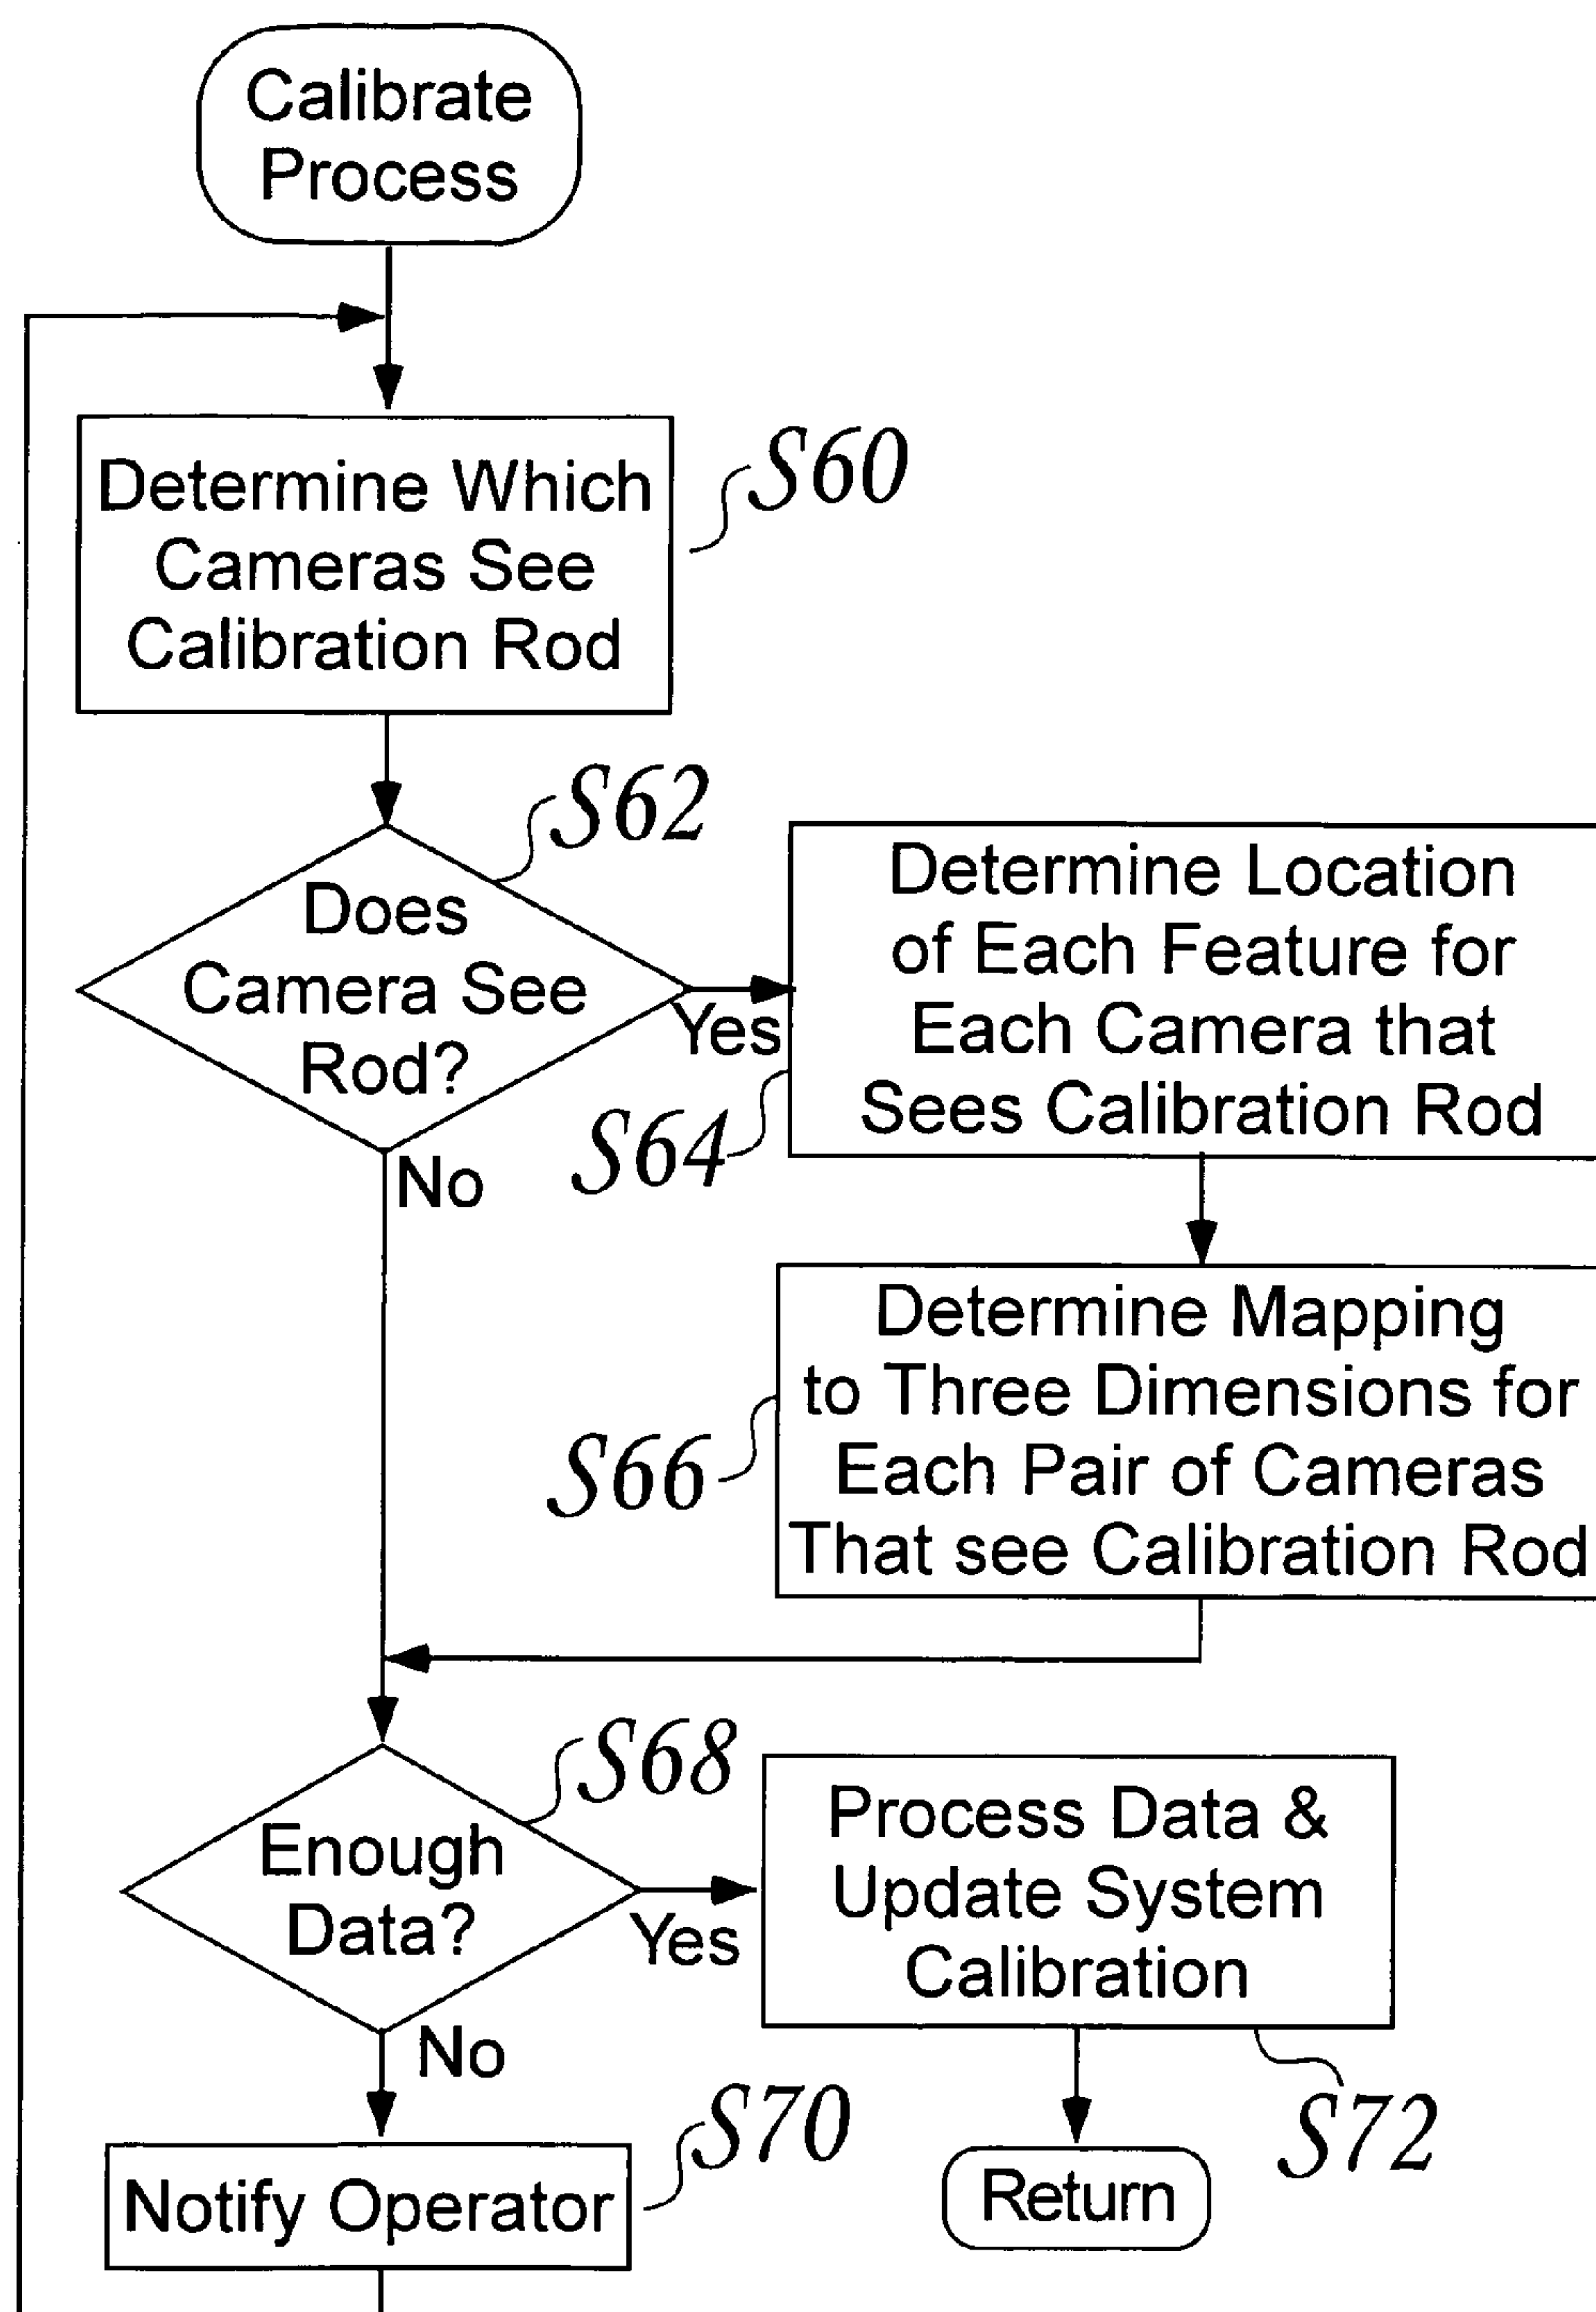 Calibrate
Process
Determine Which
Cameras See
Calibration Rod
S60
Does
Camera See
Rod?
S62
Yes
No
Determine Location
of Each Feature for
Each Camera that
Sees Calibration Rod
S64
Determine Mapping
to Three Dimensions for
Each Pair of Cameras
That see Calibration Rod
S66
Enough
Data?
S68
Yes
No
Process Data &
Update System
Calibration
S72
Notify Operator
S70
Return